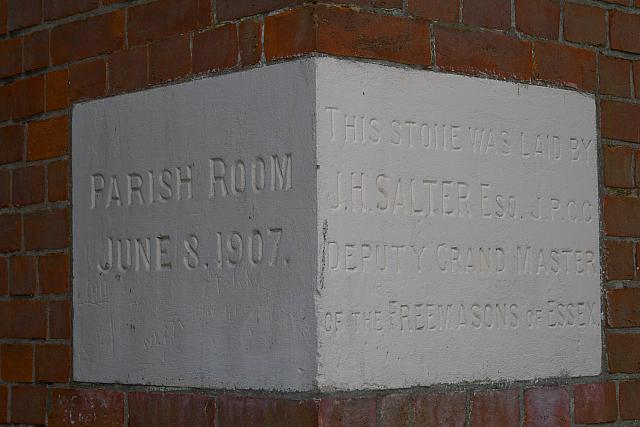 PARISH ROOM
JUNE 8. 1907.
THIS STONE WAS LAID BY
J.H. SALTER ESQ. J.P.C.C
DEPUTY GRAND MASTER
OF THE FREEMASONS OF ESSEX.